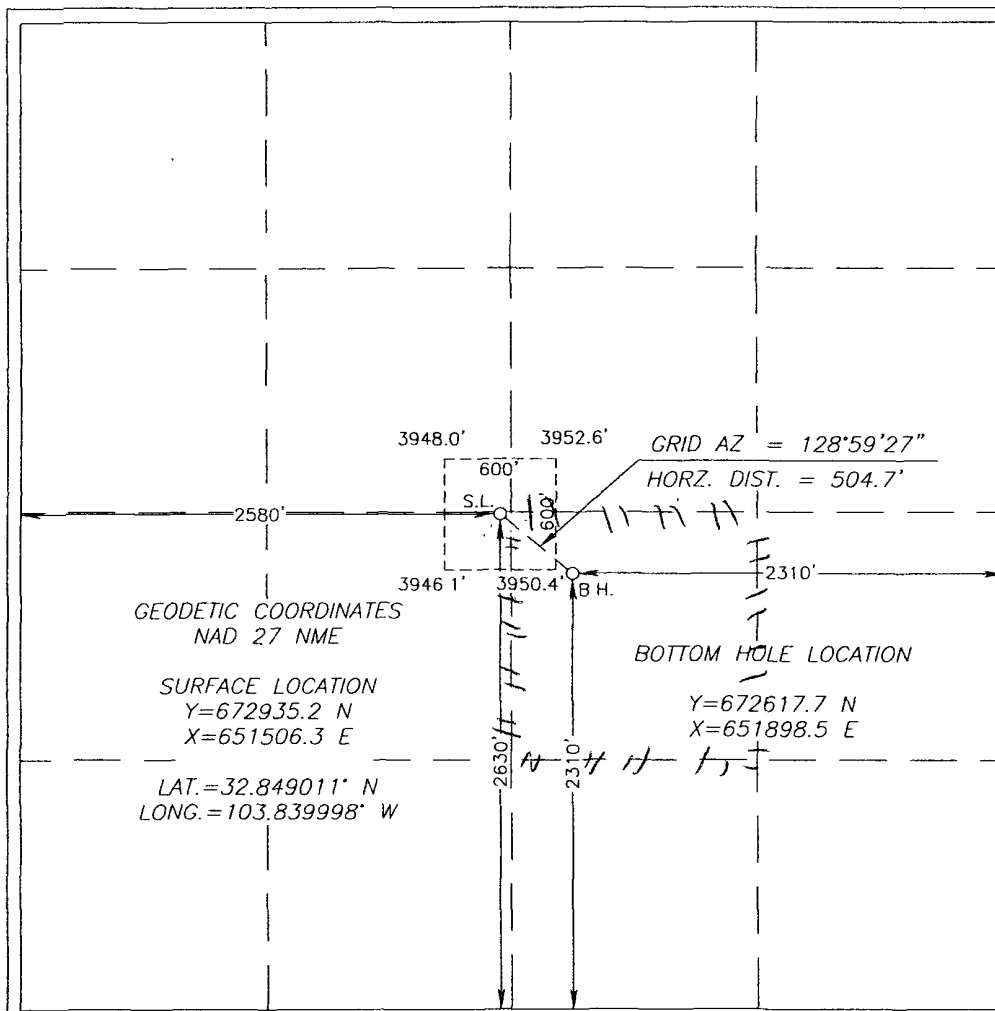 3948.0' 3952.6'
600'
GRID AZ = 128°59'27"
HORZ. DIST. = 504.7'
S.L.
600'
2580'
3946 1' 3950.4'
B H.
2310'
GEODETIC COORDINATES
NAD 27 NME
SURFACE LOCATION
Y=672935.2 N
X=651506.3 E
LAT.=32.849011° N
LONG.=103.839998° W
BOTTOM HOLE LOCATION
Y=672617.7 N
X=651898.5 E
2630'
2310'